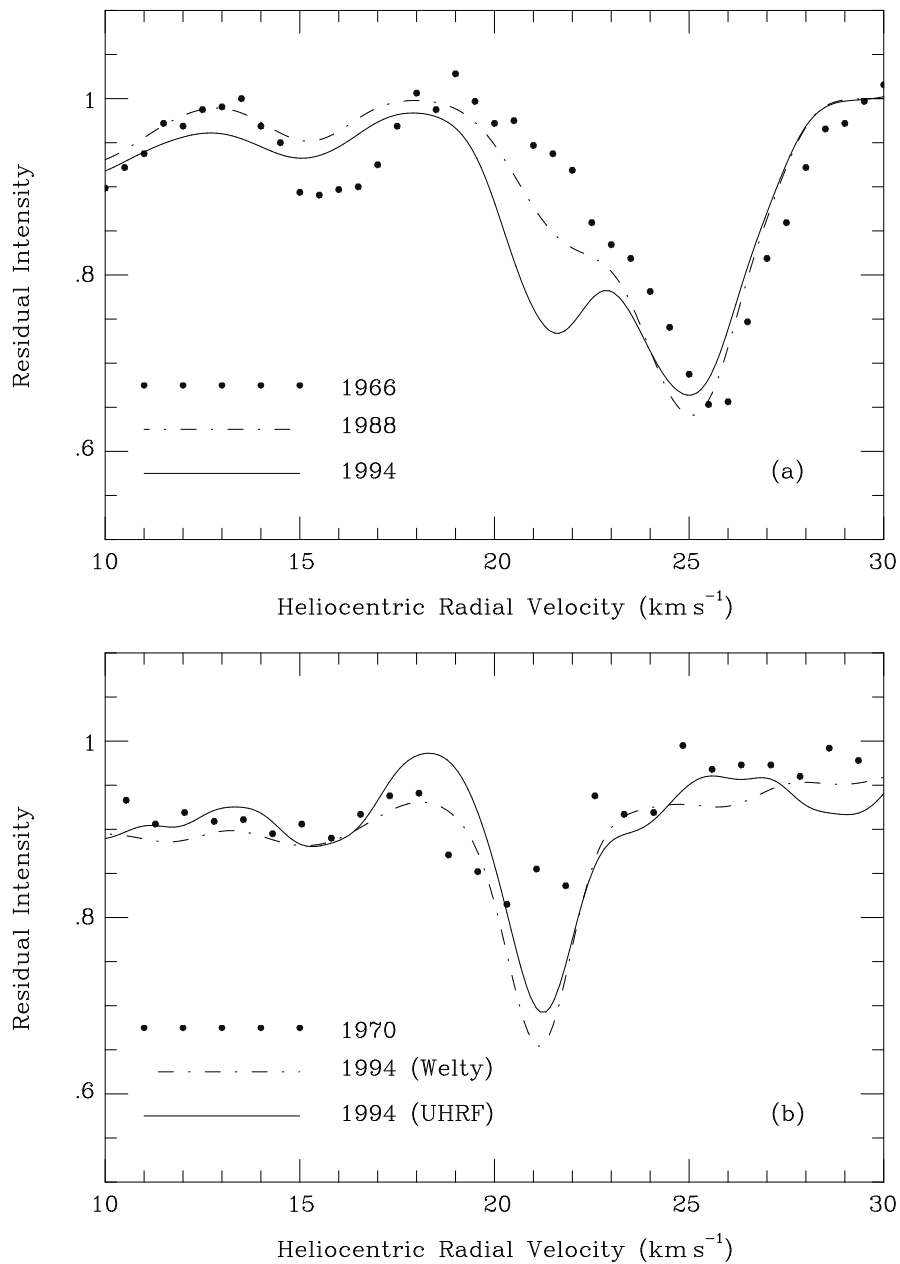 1
.8
.6
Residual Intensity
1966
1988
1994
(a)
10 15 20 25 30
Heliocentric Radial Velocity (km s⁻¹)
1
.8
.6
Residual Intensity
1970
1994 (Welty)
1994 (UHRF)
(b)
10 15 20 25 30
Heliocentric Radial Velocity (km s⁻¹)